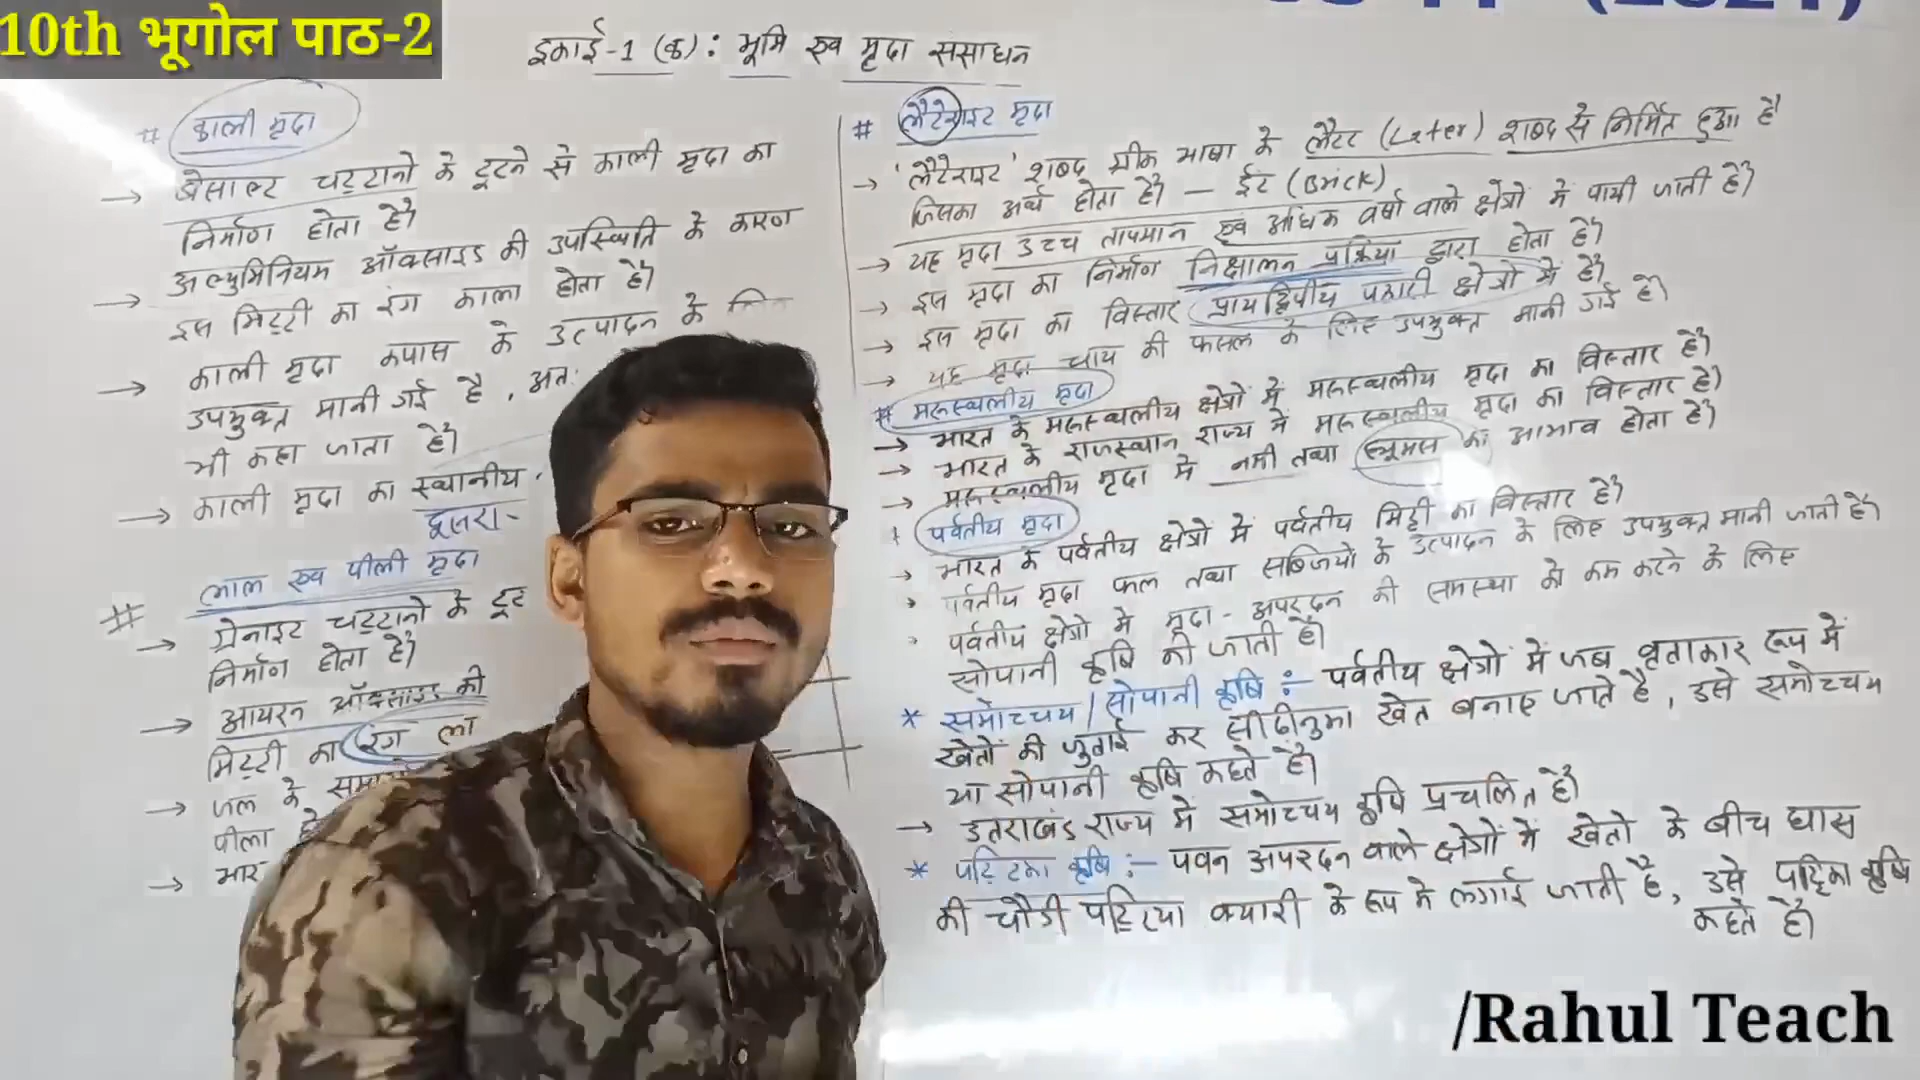 10th भूगोल पाठ-2
इकाई-1 (क) : भूमि एवं मृदा संसाधन
# काली मृदा
→ बेसाल्ट चट्टानों के टूटने से काली मृदा का
निर्माण होता है।
→ अल्युमिनियम ऑक्साइड की उपस्थिति के कारण
इस मिट्टी का रंग काला होता है।
→ काली मृदा कपास के उत्पादन के
उपयुक्त मानी गई है, अतः
भी कहा जाता है।
→ काली मृदा का स्थानीय
दूसरा-
# लाल एवं पीली मृदा
→ ग्रेनाइट चट्टानों के टूट
निर्माण होता है।
→ आयरन ऑक्साइड की
मिट्टी का रंग ला
→ जल के
पीला
→ भार
# लैटेराइट मृदा
→ 'लैटेराइट' शब्द ग्रीक भाषा के लैटर (Later) शब्द से निर्मित हुआ है
जिसका अर्थ होता है। — ईंट (Brick)
→ यह मृदा उच्च तापमान एवं अधिक वर्षा वाले क्षेत्रों में पायी जाती है।
→ इस मृदा का निर्माण निक्षालन प्रक्रिया द्वारा होता है।
→ इस मृदा का विस्तार प्रायद्विपीय पठारी क्षेत्रों में है।
→ यह मृदा चाय की फसल के लिए उपयुक्त मानी गई है।
# मरूस्थलीय मृदा
→ भारत के मरूस्थलीय क्षेत्रों में मरूस्थलीय मृदा का विस्तार है।
→ भारत के राजस्थान राज्य में मरूस्थलीय मृदा का विस्तार है।
→ मरूस्थलीय मृदा में नमी तथा ह्यूमस का आभाव होता है।
पर्वतीय मृदा
→ भारत के पर्वतीय क्षेत्रों में पर्वतीय मिट्टी का विस्तार है।
पर्वतीय मृदा फल तथा सब्जियों के उत्पादन के लिए उपयुक्त मानी जाती है।
पर्वतीय क्षेत्रों में मृदा-अपरदन की समस्या को कम करने के लिए
सोपानी कृषि की जाती है।
* समोच्चय / सोपानी कृषि :- पर्वतीय क्षेत्रों में जब वृताकार रूप में
खेतों की जुताई कर सीढ़ीनुमा खेत बनाए जाते है, उसे समोच्चय
या सोपानी कृषि कहते है।
→ उतराखंड राज्य में समोच्चय कृषि प्रचलित है।
* पट्टिका कृषि :- पवन अपरदन वाले क्षेत्रों में खेतों के बीच घास
की चौड़ी पट्टिया क्यारी के रूप में लगाई जाती है, उसे पट्टिका कृषि
कहते है।
/Rahul Teach